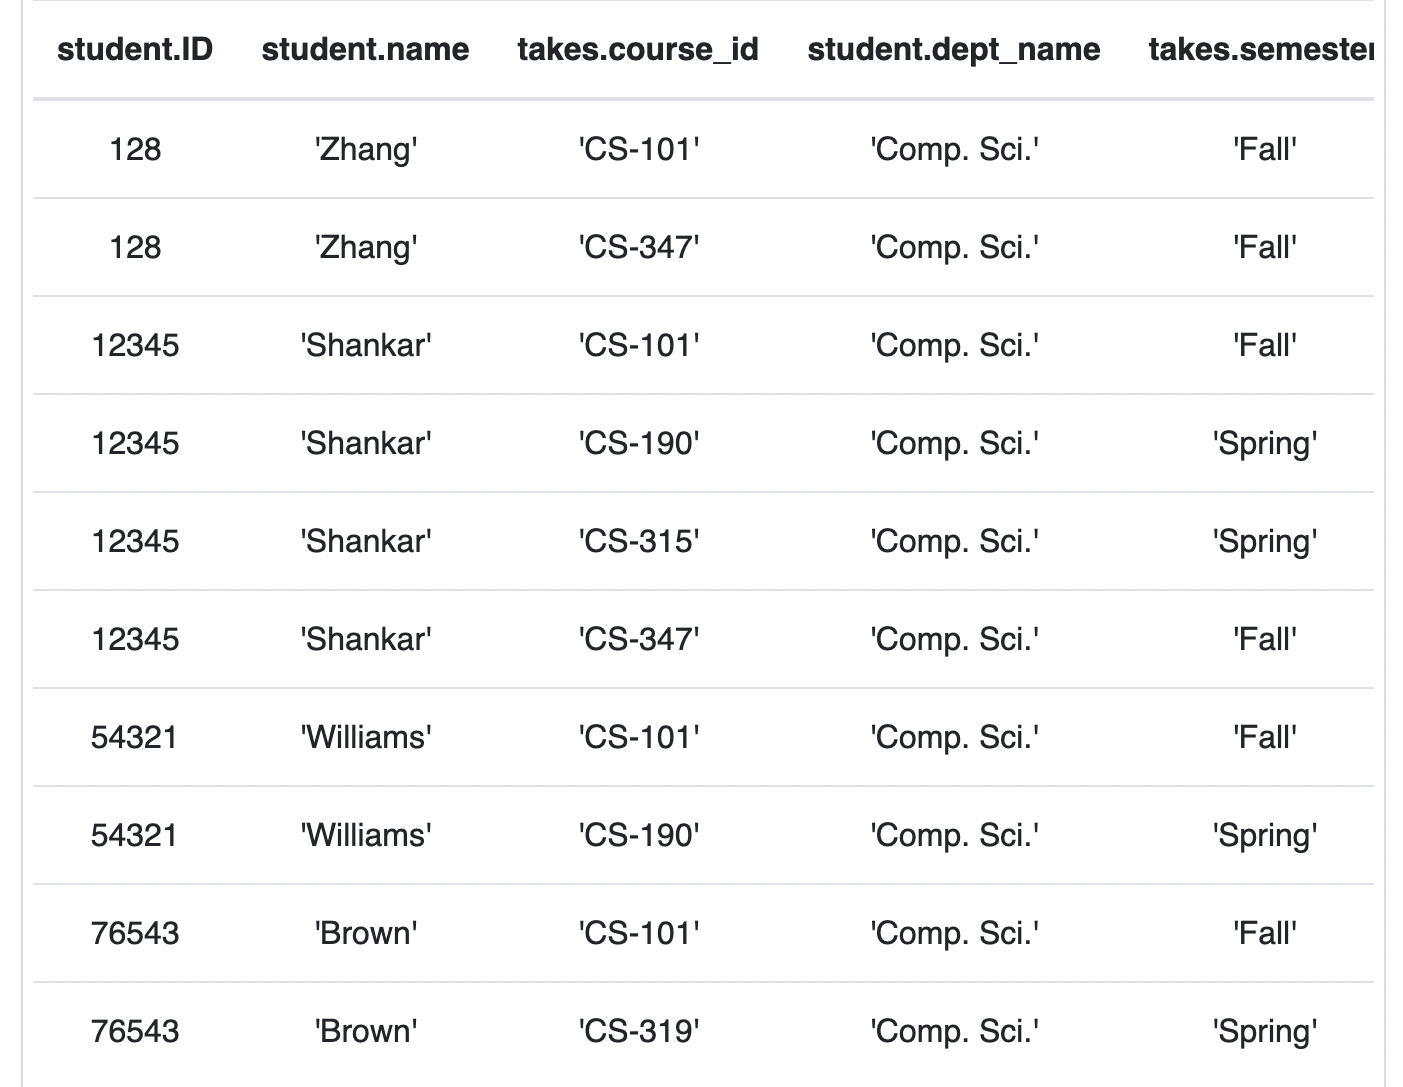 student.ID student.name takes.course_id student.dept_name takes.semester
128 'Zhang' 'CS-101' 'Comp. Sci.' 'Fall'
128 'Zhang' 'CS-347' 'Comp. Sci.' 'Fall'
12345 'Shankar' 'CS-101' 'Comp. Sci.' 'Fall'
12345 'Shankar' 'CS-190' 'Comp. Sci.' 'Spring'
12345 'Shankar' 'CS-315' 'Comp. Sci.' 'Spring'
12345 'Shankar' 'CS-347' 'Comp. Sci.' 'Fall'
54321 'Williams' 'CS-101' 'Comp. Sci.' 'Fall'
54321 'Williams' 'CS-190' 'Comp. Sci.' 'Spring'
76543 'Brown' 'CS-101' 'Comp. Sci.' 'Fall'
76543 'Brown' 'CS-319' 'Comp. Sci.' 'Spring'